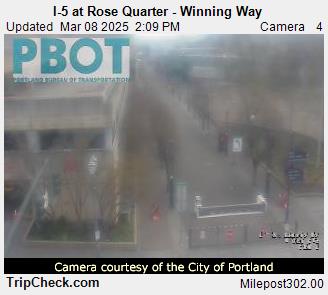 I-5 at Rose Quarter - Winning Way
Updated Mar 08 2025 2:09 PM Camera 4
PBOT
PORTLAND BUREAU OF TRANSPORTATION
Camera courtesy of the City of Portland
TripCheck.com Milepost302.00